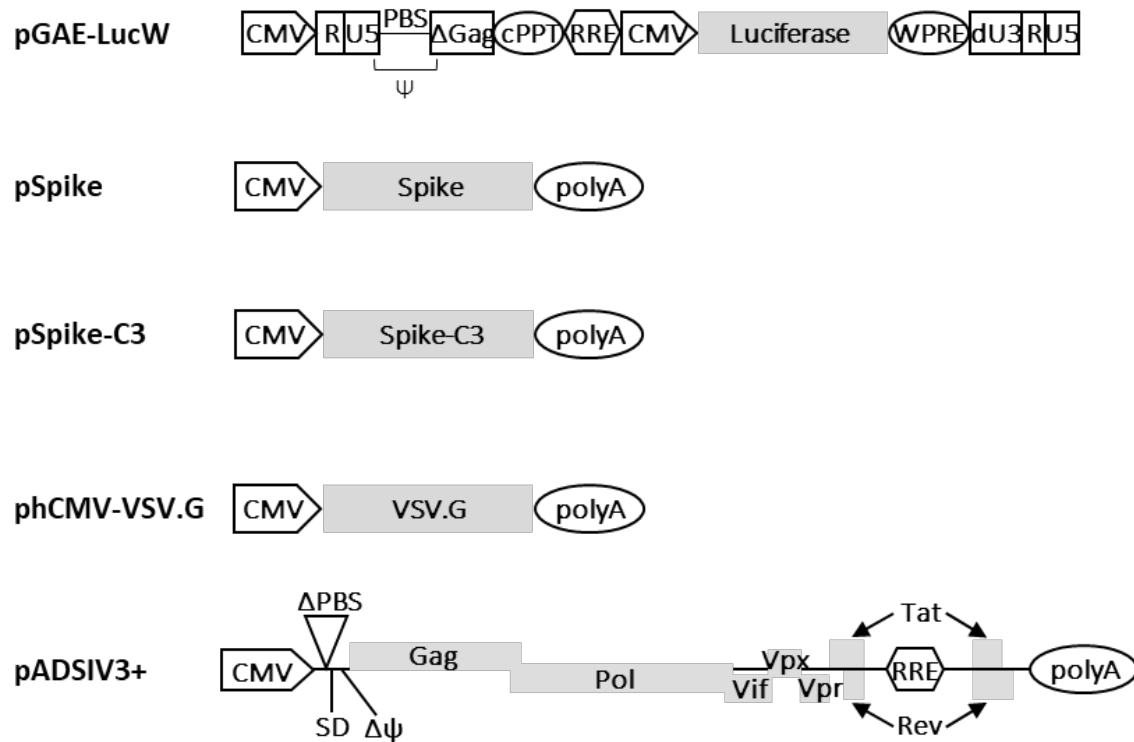 pGAE-LucW CMV R U5 PBS ΔGag cPPT RRE CMV Luciferase WPRE dU3 R U5
ψ
pSpike CMV Spike polyA
pSpike-C3 CMV Spike-C3 polyA
phCMV-VSV.G CMV VSV.G polyA
ΔPBS Tat
pADSIV3+ CMV Gag Pol Vif Vpx Vpr RRE polyA
SD Δψ Rev